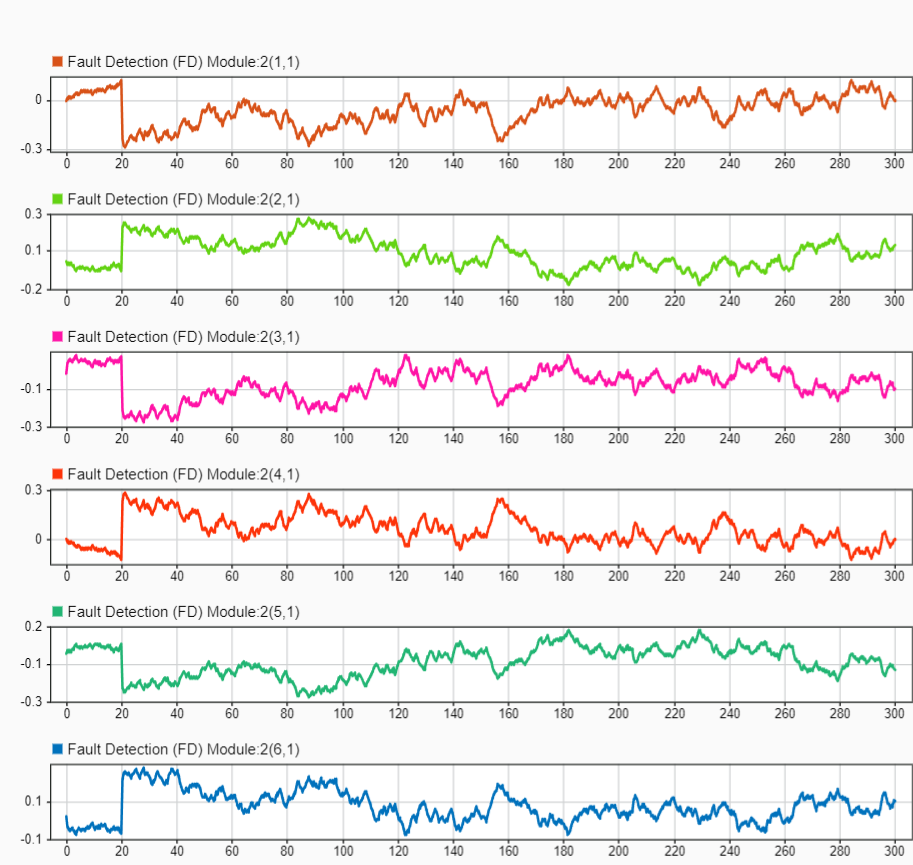 Fault Detection (FD) Module:2(1,1)
0
-0.3
0 20 40 60 80 100 120 140 160 180 200 220 240 260 280 300
Fault Detection (FD) Module:2(2,1)
0.3
0.1
-0.2
0 20 40 60 80 100 120 140 160 180 200 220 240 260 280 300
Fault Detection (FD) Module:2(3,1)
-0.1
-0.3
0 20 40 60 80 100 120 140 160 180 200 220 240 260 280 300
Fault Detection (FD) Module:2(4,1)
0.3
0
0 20 40 60 80 100 120 140 160 180 200 220 240 260 280 300
Fault Detection (FD) Module:2(5,1)
0.2
-0.1
-0.3
0 20 40 60 80 100 120 140 160 180 200 220 240 260 280 300
Fault Detection (FD) Module:2(6,1)
0.1
-0.1
0 20 40 60 80 100 120 140 160 180 200 220 240 260 280 300